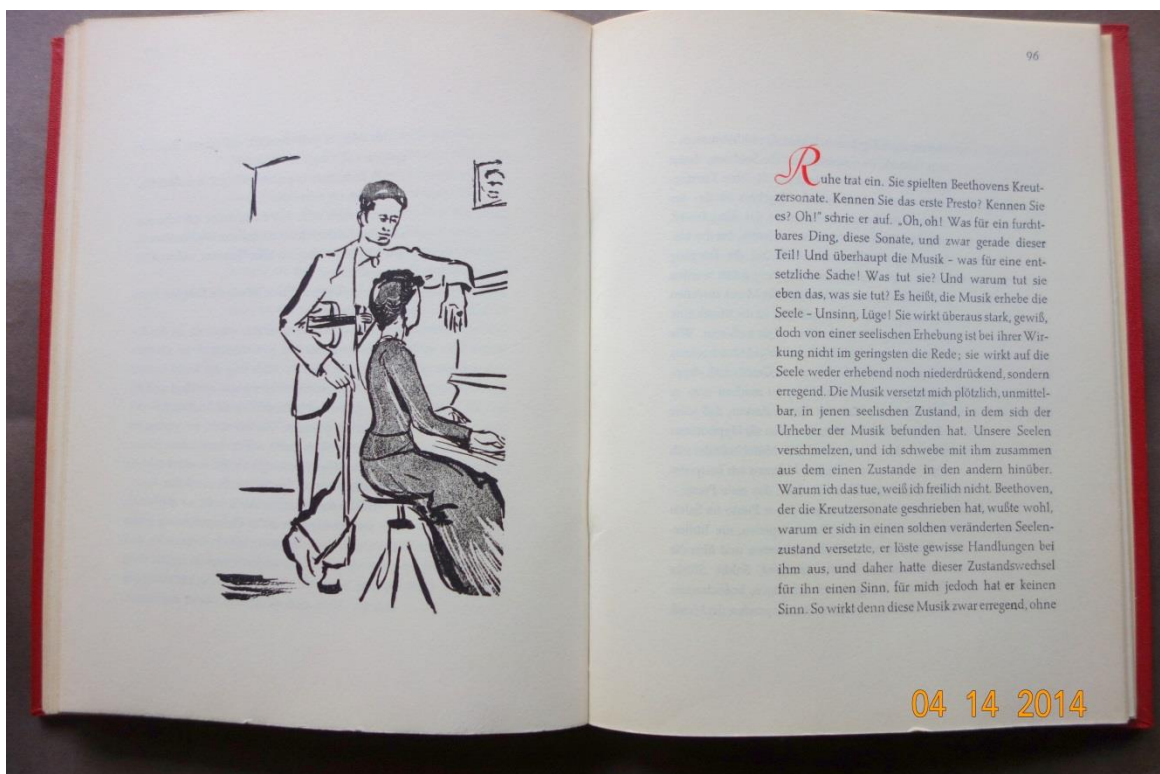 96
Ruhe trat ein. Sie spielten Beethovens Kreut-
zersonate. Kennen Sie das erste Presto? Kennen Sie
es? Oh!" schrie er auf. „Oh, oh! Was für ein furcht-
bares Ding, diese Sonate, und zwar gerade dieser
Teil! Und überhaupt die Musik – was für eine ent-
setzliche Sache! Was tut sie? Und warum tut sie
eben das, was sie tut? Es heißt, die Musik erhebe die
Seele – Unsinn, Lüge! Sie wirkt überaus stark, gewiß,
doch von einer seelischen Erhebung ist bei ihrer Wir-
kung nicht im geringsten die Rede; sie wirkt auf die
Seele weder erhebend noch niederdrückend, sondern
erregend. Die Musik versetzt mich plötzlich, unmittel-
bar, in jenen seelischen Zustand, in dem sich der
Urheber der Musik befunden hat. Unsere Seelen
verschmelzen, und ich schwebe mit ihm zusammen
aus dem einen Zustande in den andern hinüber.
Warum ich das tue, weiß ich freilich nicht. Beethoven,
der die Kreutzersonate geschrieben hat, wußte wohl,
warum er sich in einen solchen veränderten Seelen-
zustand versetzte, er löste gewisse Handlungen bei
ihm aus, und daher hatte dieser Zustandswechsel
für ihn einen Sinn, für mich jedoch hat er keinen
Sinn. So wirkt denn diese Musik zwar erregend, ohne
04 14 2014